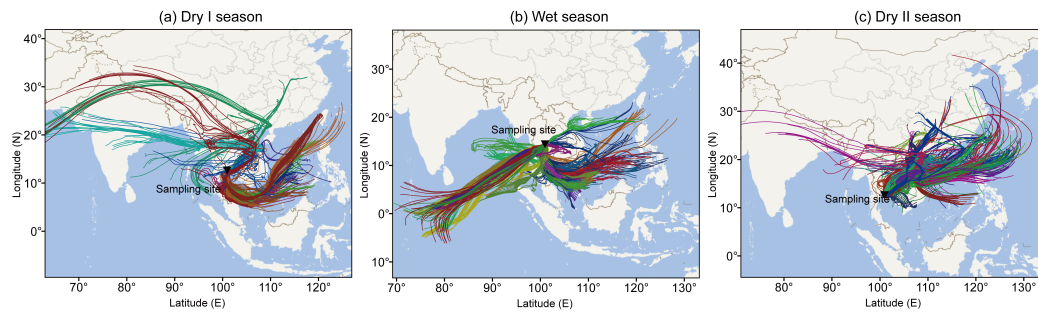 (a) Dry I season
(b) Wet season
(c) Dry II season
Longitude (N)
40°
30°
20°
10°
0°
Sampling site
70° 80° 90° 100° 110° 120°
Latitude (E)
Longitude (N)
30°
20°
10°
0°
10°
Sampling site
70° 80° 90° 100° 110° 120° 130°
Latitude (E)
Longitude (N)
40°
30°
20°
10°
0°
Sampling site
80° 90° 100° 110° 120° 130°
Latitude (E)